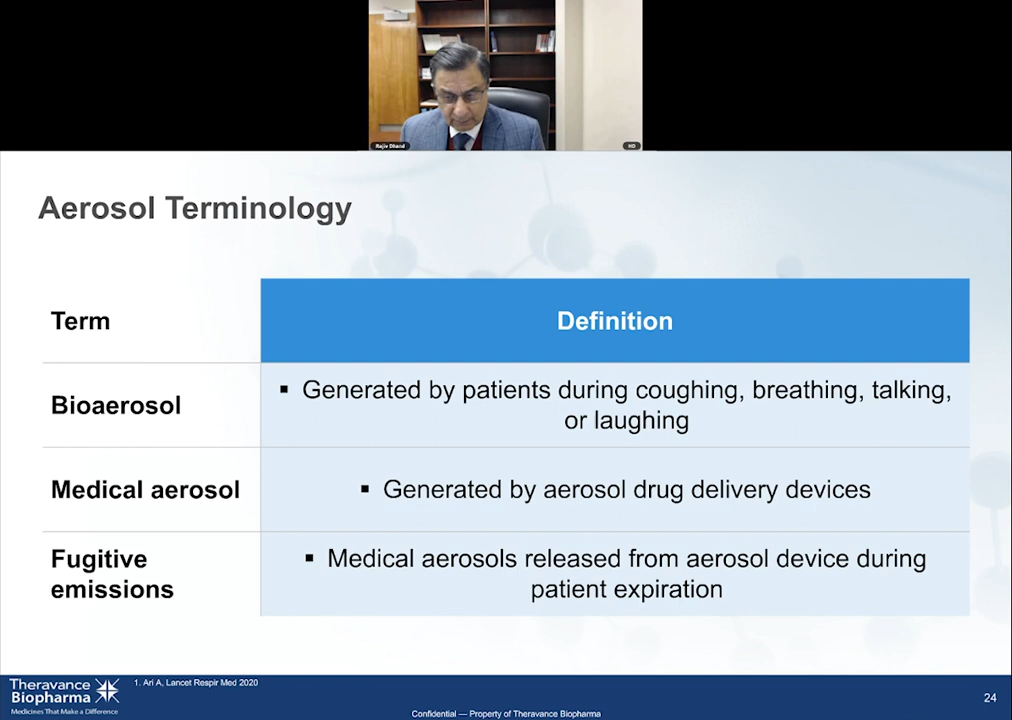 Rajiv Dhand
HD
Aerosol Terminology
Term
Definition
Bioaerosol
▪ Generated by patients during coughing, breathing, talking,
or laughing
Medical aerosol
▪ Generated by aerosol drug delivery devices
Fugitive
emissions
▪ Medical aerosols released from aerosol device during
patient expiration
Theravance
Biopharma
Medicines That Make a Difference
1. Ari A, Lancet Respir Med 2020
Confidential — Property of Theravance Biopharma
24